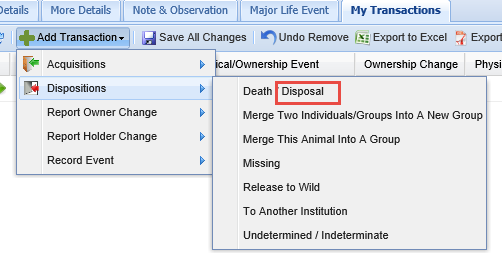 Details
More Details
Note & Observation
Major Life Event
My Transactions
Add Transaction
Save All Changes
Undo Remove
Export to Excel
Export
ical/Ownership Event
Ownership Change
Physi
Acquisitions
Dispositions
Report Owner Change
Report Holder Change
Record Event
Death / Disposal
Merge Two Individuals/Groups Into A New Group
Merge This Animal Into A Group
Missing
Release to Wild
To Another Institution
Undetermined / Indeterminate